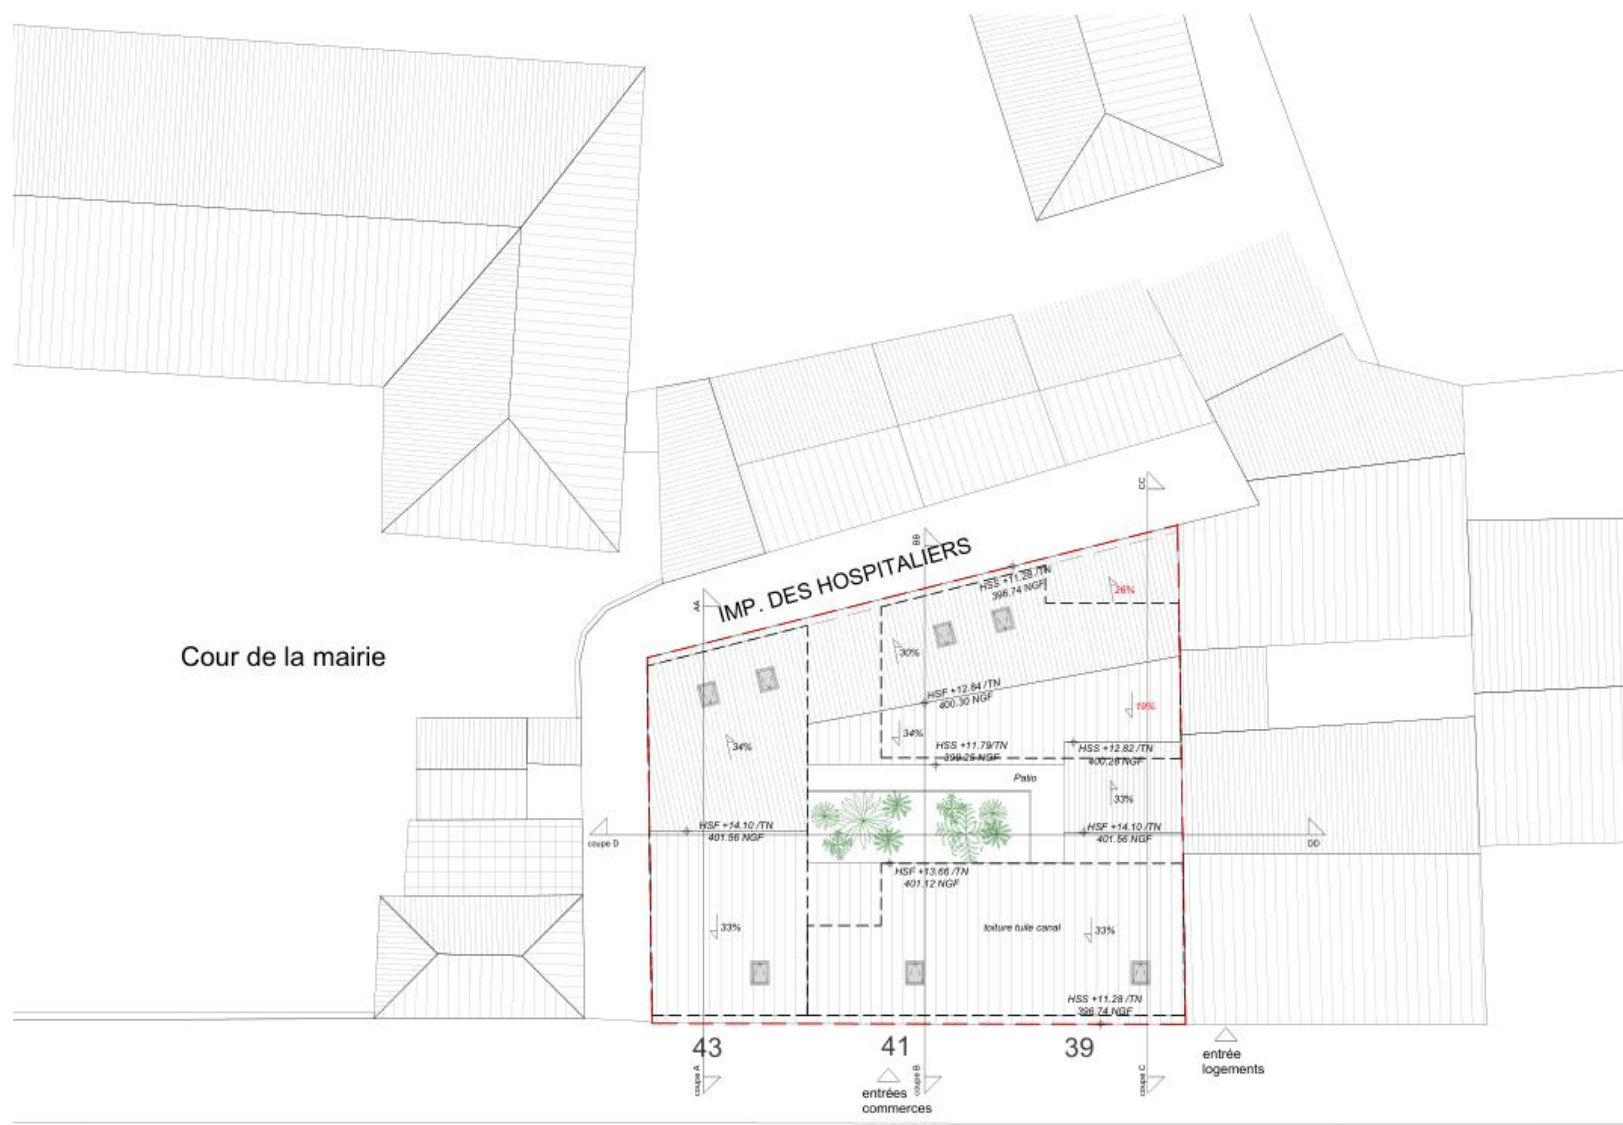 CC
BB
IMP. DES HOSPITALIERS
HSS +11.28 /TN
396.74 NGF
26%
AA
Cour de la mairie
30%
HSF +12.84 /TN
400.30 NGF
19%
34%
34%
HSS +11.79/TN
399.25 NGF
HSS +12.82 /TN
400.28 NGF
Patio
33%
HSF +14.10 /TN
401.56 NGF
HSF +14.10 /TN
401.56 NGF
coupe D
DD
HSF +13.66 /TN
401.12 NGF
33%
toiture tuile canal
33%
HSS +11.28 /TN
396.74 NGF
43
41
39
entrée
logements
coupe A
entrées
commerces
coupe B
coupe C